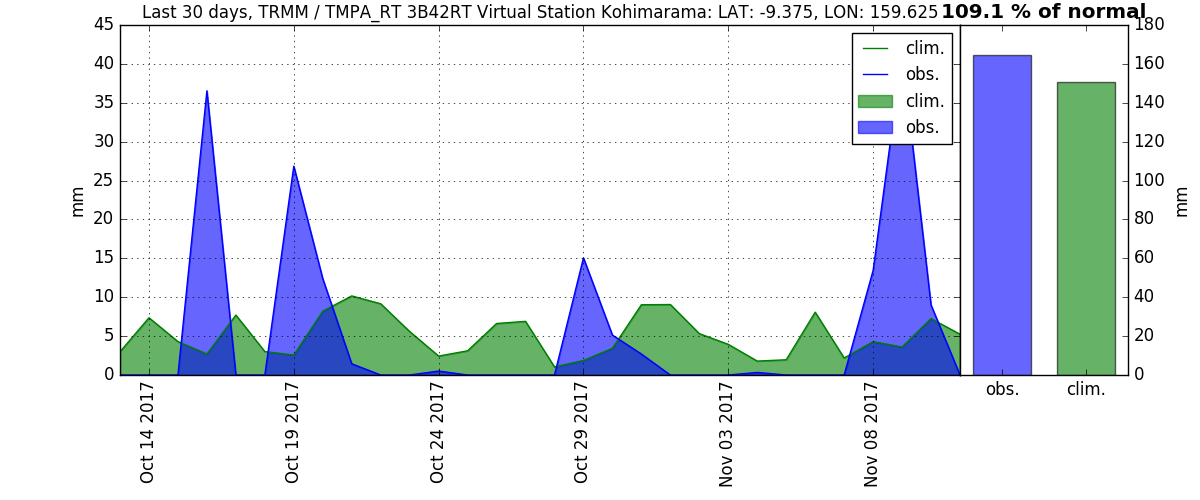 Last 30 days, TRMM / TMPA_RT 3B42RT Virtual Station Kohimarama: LAT: -9.375, LON: 159.625
109.1 % of normal
45
40
35
30
25
20
15
10
5
0
mm
clim.
obs.
clim.
obs.
180
160
140
120
100
80
60
40
20
0
mm
Oct 14 2017
Oct 19 2017
Oct 24 2017
Oct 29 2017
Nov 03 2017
Nov 08 2017
obs.
clim.